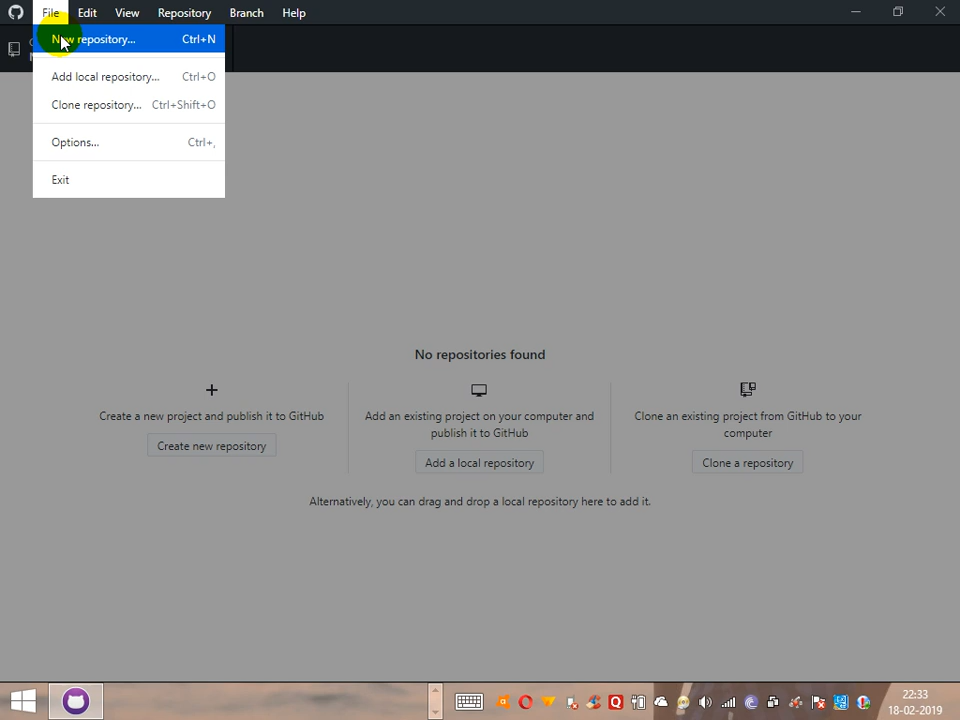 File Edit View Repository Branch Help
New repository... Ctrl+N
Add local repository... Ctrl+O
Clone repository... Ctrl+Shift+O
Options... Ctrl+,
Exit
No repositories found
Create a new project and publish it to GitHub
Create new repository
Add an existing project on your computer and
publish it to GitHub
Add a local repository
Clone an existing project from GitHub to your
computer
Clone a repository
Alternatively, you can drag and drop a local repository here to add it.
22:33
18-02-2019